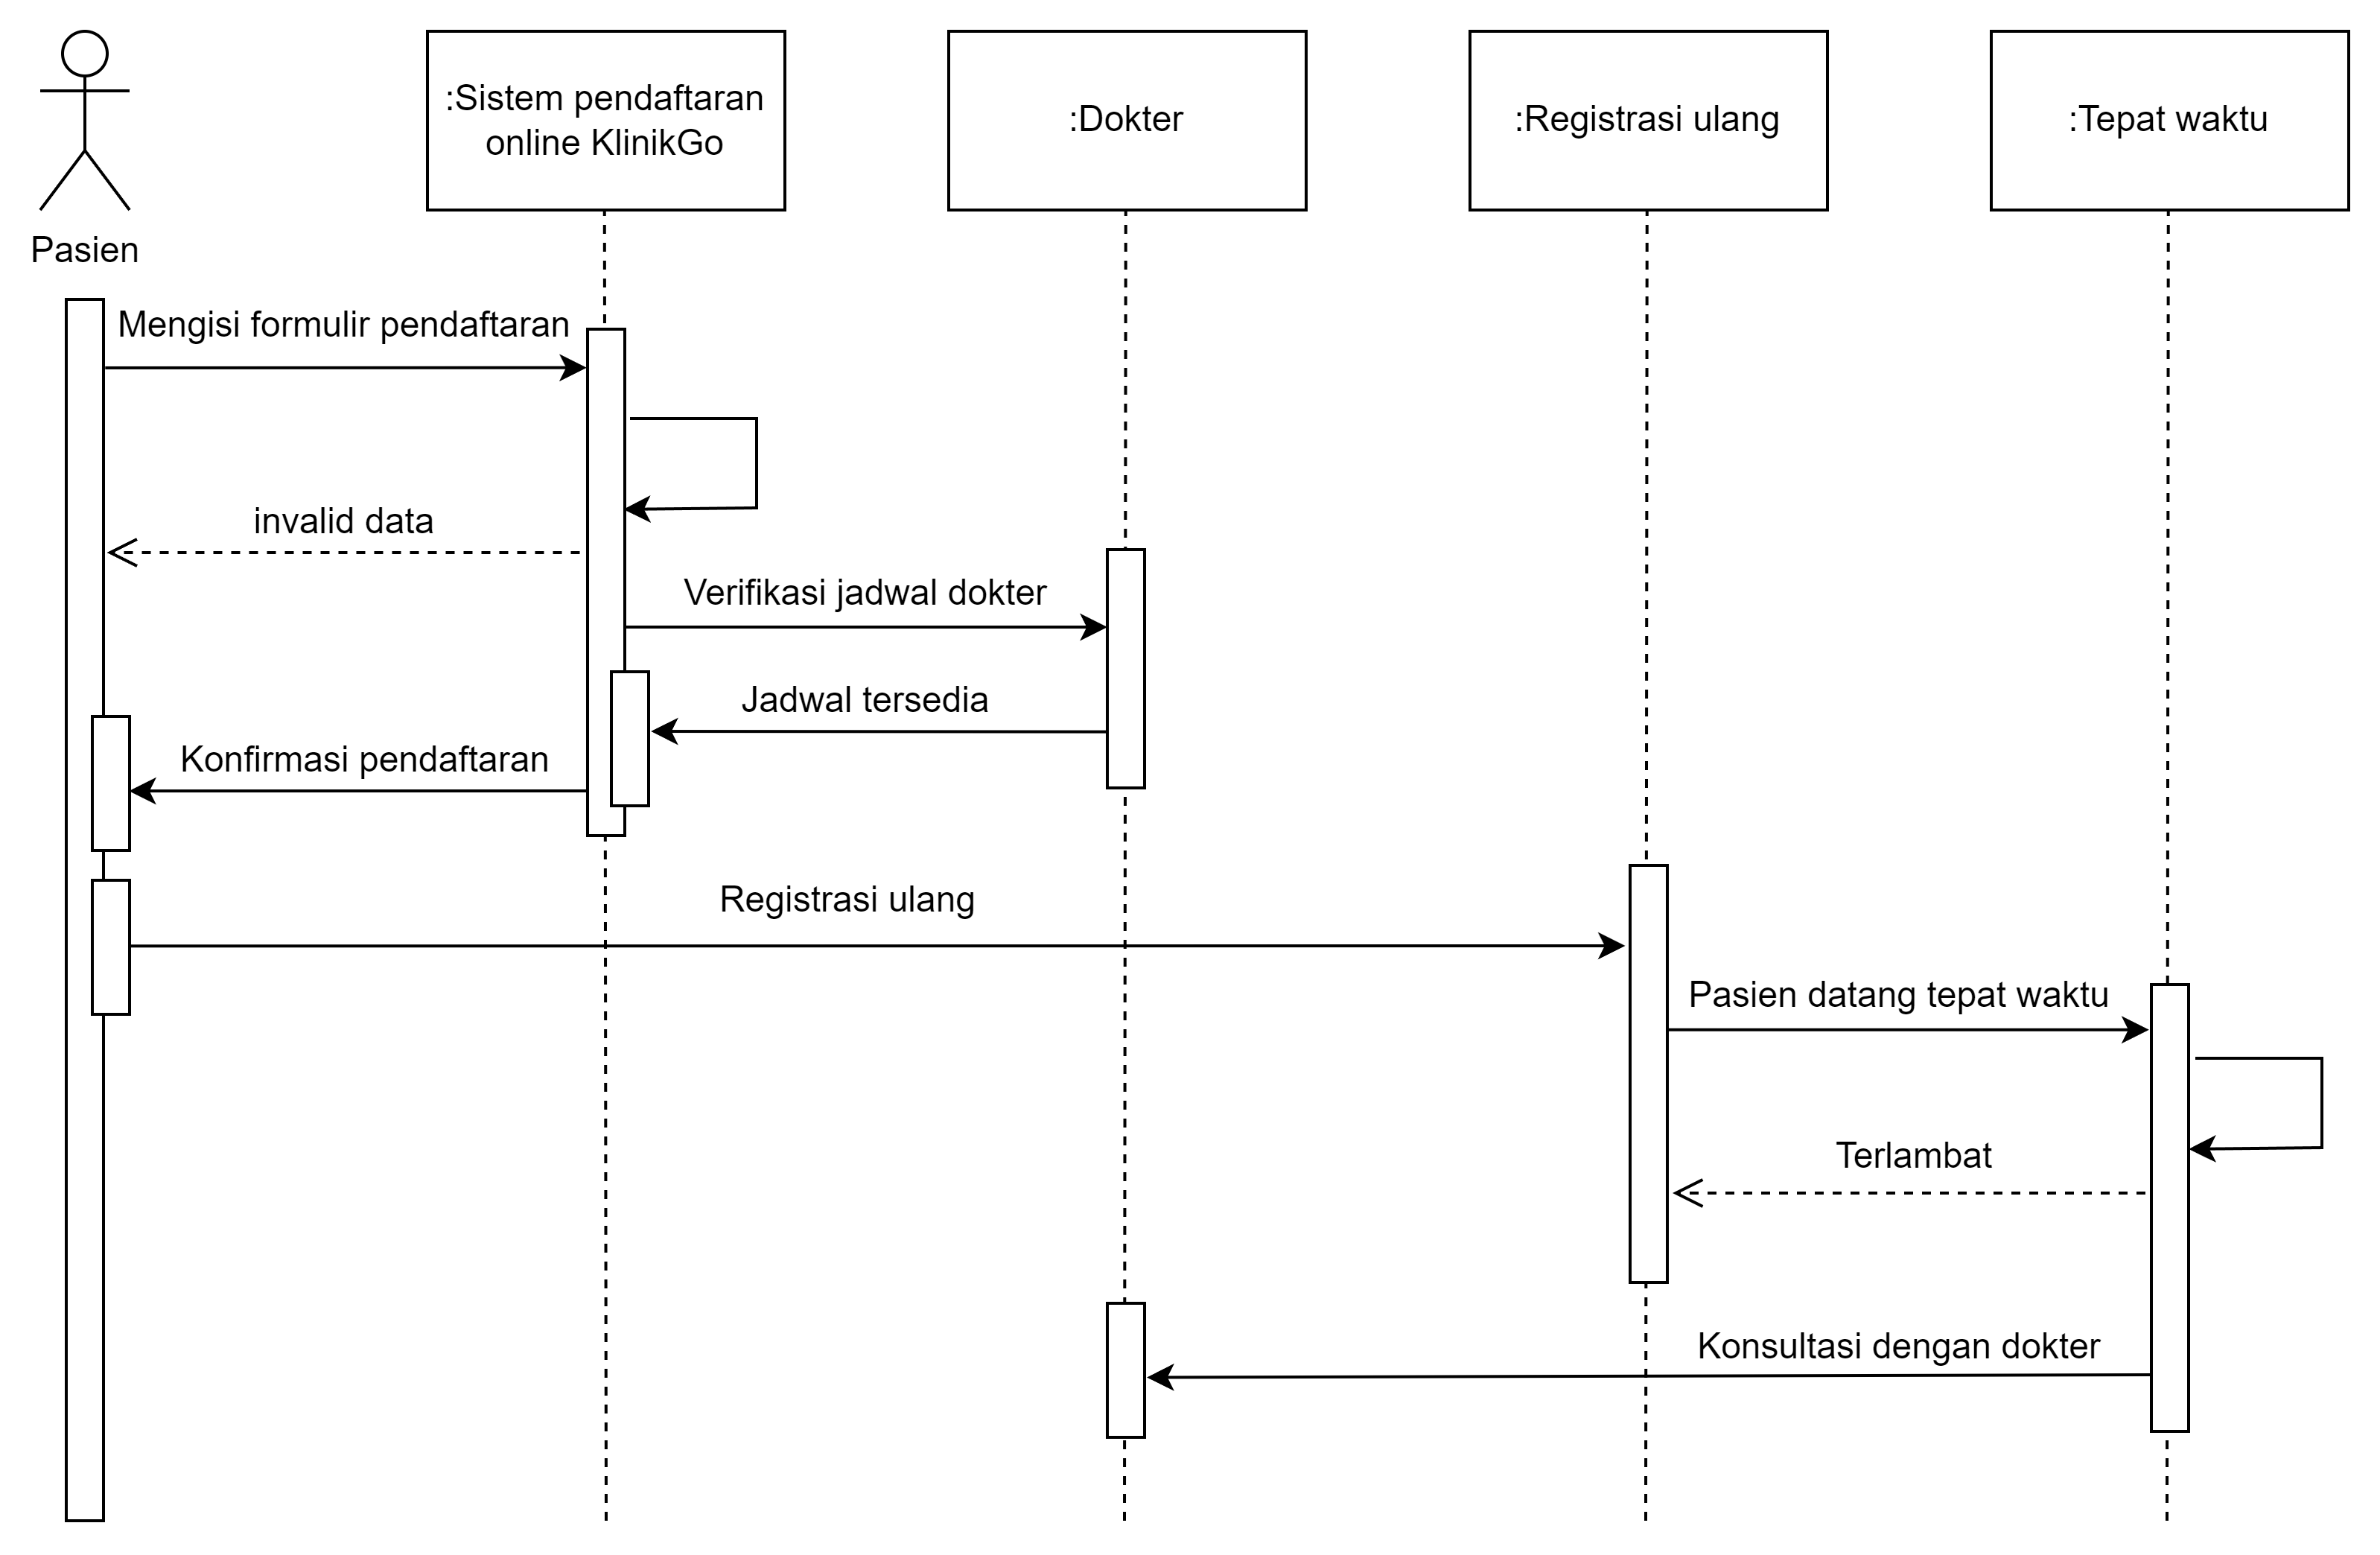 :Sistem pendaftaran
online KlinikGo
:Dokter
:Registrasi ulang
:Tepat waktu
Pasien
Mengisi formulir pendaftaran
invalid data
Verifikasi jadwal dokter
Jadwal tersedia
Konfirmasi pendaftaran
Registrasi ulang
Pasien datang tepat waktu
Terlambat
Konsultasi dengan dokter